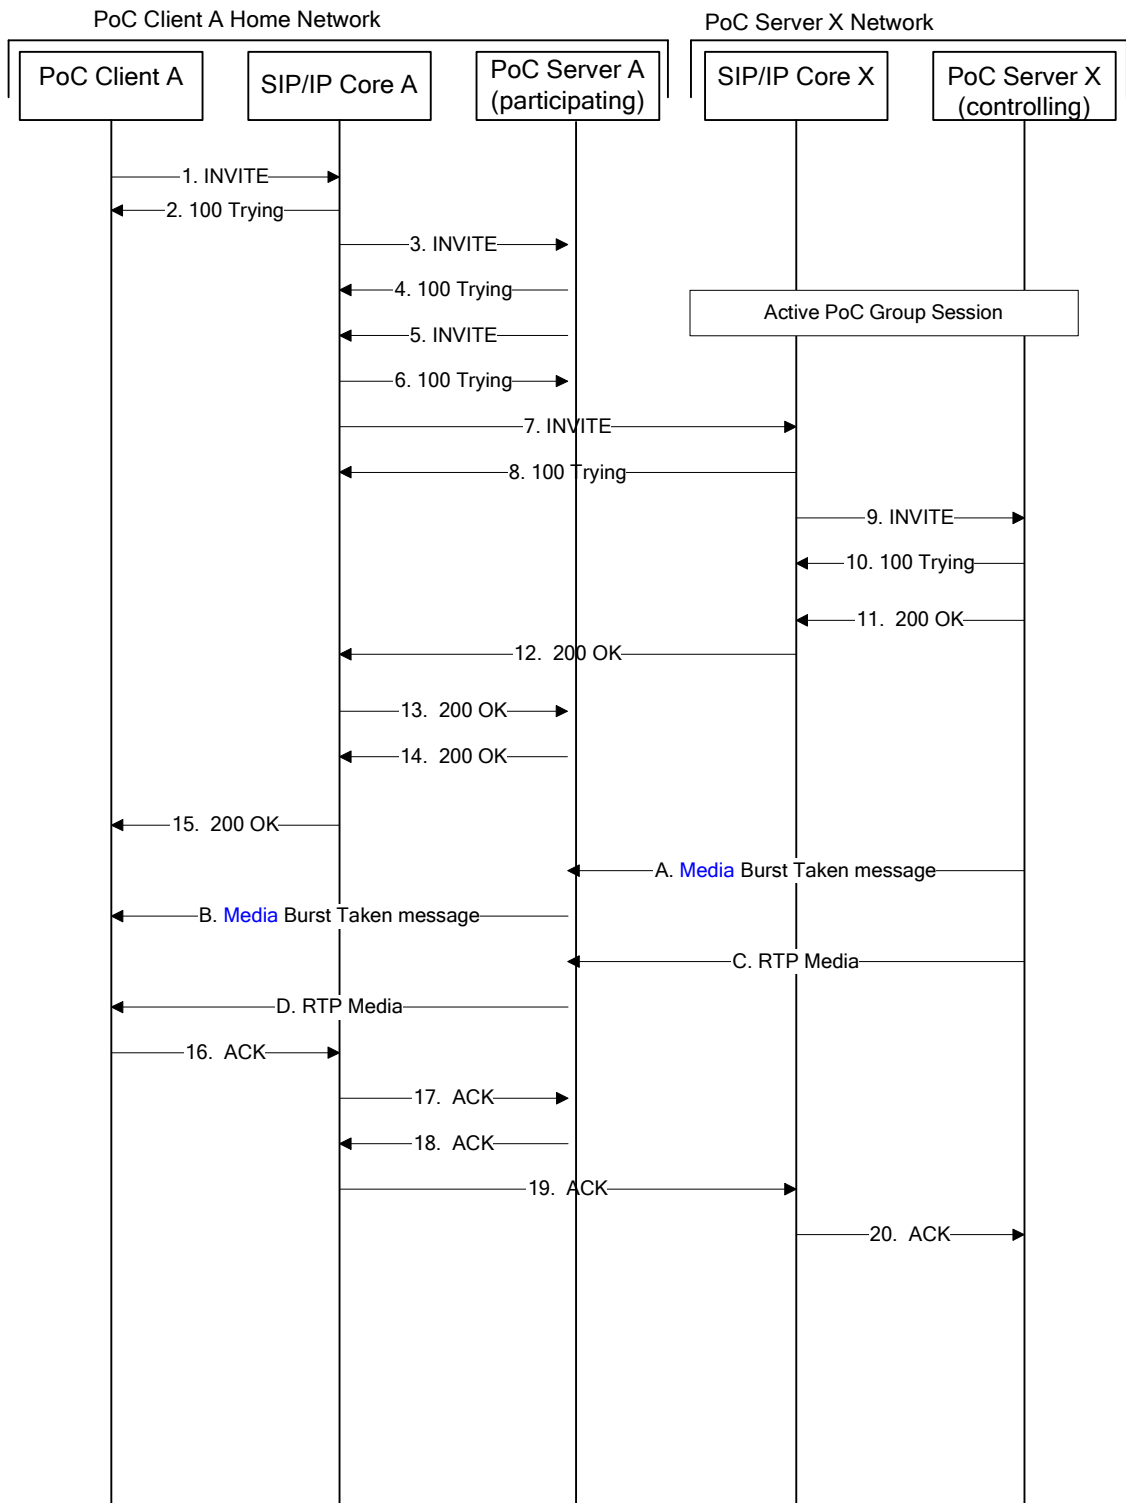 PoC Client A Home Network
PoC Server X Network
PoC Client A
SIP/IP Core A
PoC Server A
(participating)
SIP/IP Core X
PoC Server X
(controlling)
1. INVITE
2. 100 Trying
3. INVITE
4. 100 Trying
Active PoC Group Session
5. INVITE
6. 100 Trying
7. INVITE
8. 100 Trying
9. INVITE
10. 100 Trying
11. 200 OK
12. 200 OK
13. 200 OK
14. 200 OK
15. 200 OK
A. Media Burst Taken message
B. Media Burst Taken message
C. RTP Media
D. RTP Media
16. ACK
17. ACK
18. ACK
19. ACK
20. ACK